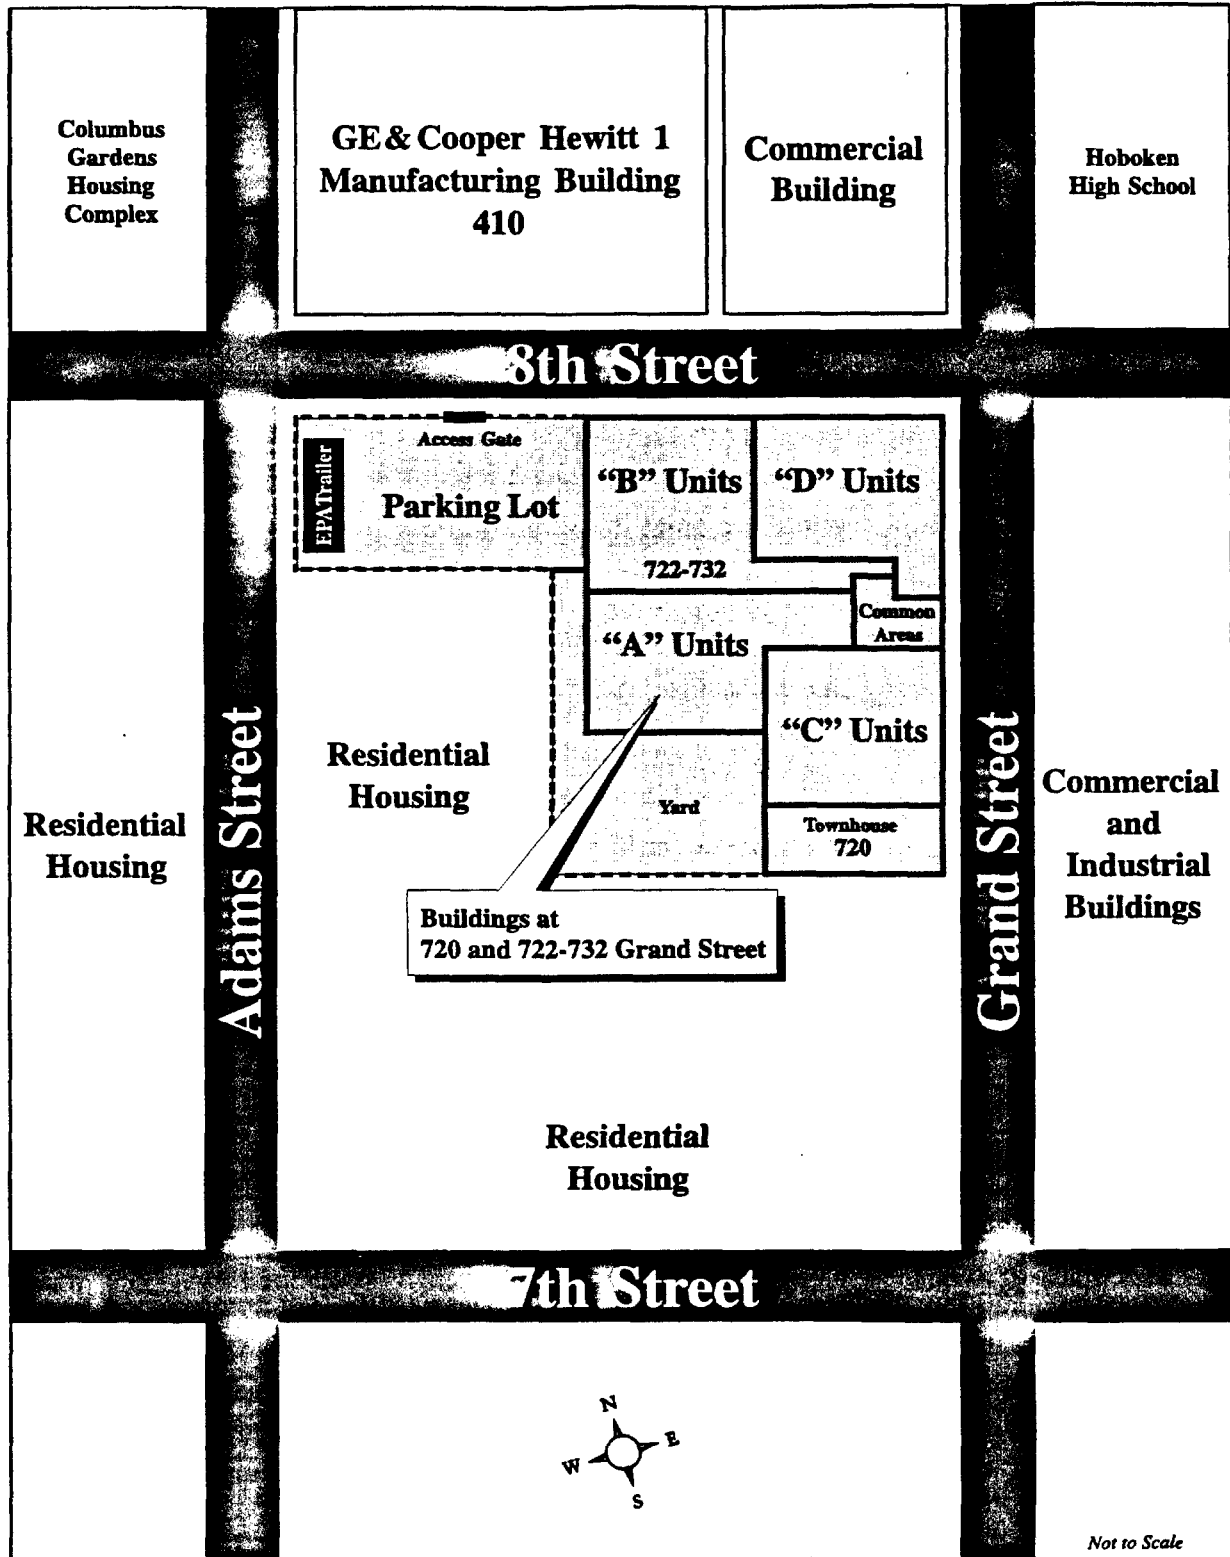 Columbus
Gardens
Housing
Complex
GE & Cooper Hewitt 1
Manufacturing Building
410
Commercial
Building
Hoboken
High School
8th Street
Access Gate
EPA Trailer
Parking Lot
“B” Units
“D” Units
722-732
Common
Areas
“A” Units
“C” Units
Residential
Housing
Yard
Townhouse
720
Residential
Housing
Adams Street
Grand Street
Commercial
and
Industrial
Buildings
Buildings at
720 and 722-732 Grand Street
Residential
Housing
7th Street
N
E
W
S
Not to Scale